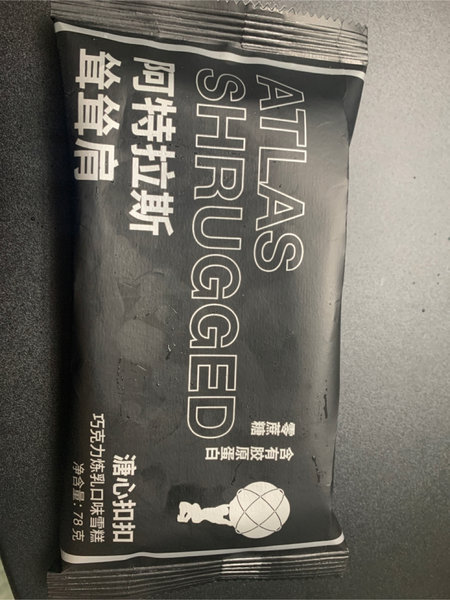 ATLAS
SHRUGGED
阿特拉斯
耸耸肩
零蔗糖
含有胶原蛋白
溏心扣扣
巧克力炼乳口味雪糕
净含量：78克